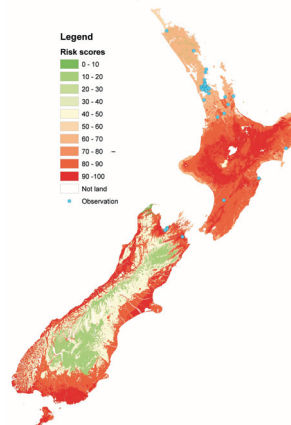 Legend
Risk scores
0 - 10
10 - 20
20 - 30
30 - 40
40 - 50
50 - 60
60 - 70
70 - 80
80 - 90
90 -100
Not land
Observation